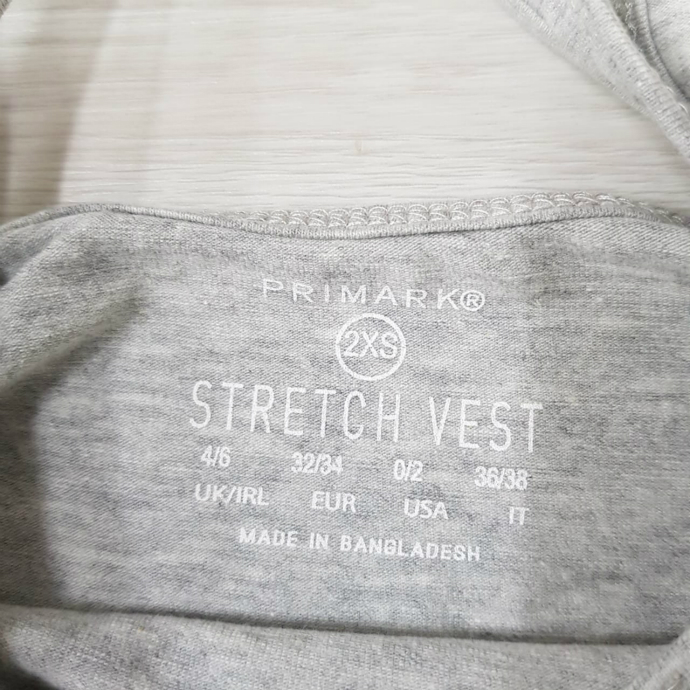 PRIMARK®
2XS
STRETCH VEST
4/6 32/34 0/2 36/38
UK/IRL EUR USA IT
MADE IN BANGLADESH